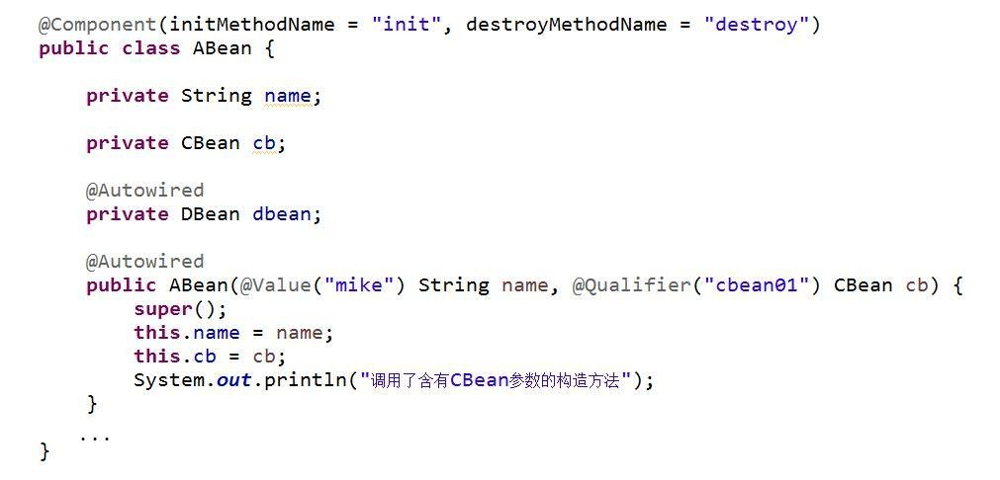 @Component(initMethodName = "init", destroyMethodName = "destroy")
public class ABean {
private String name;
private CBean cb;
@Autowired
private DBean dbean;
@Autowired
public ABean(@Value("mike") String name, @Qualifier("cbean01") CBean cb) {
super();
this.name = name;
this.cb = cb;
System.out.println("调用了含有CBean参数的构造方法");
}
...
}